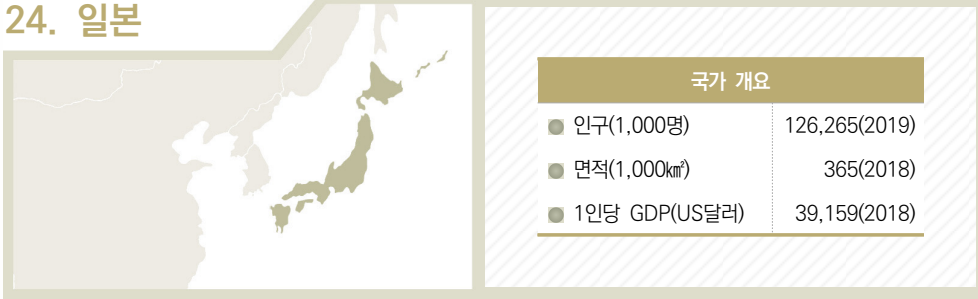 24. 일본
국가 개요
인구(1,000명) 126,265(2019)
면적(1,000㎢) 365(2018)
1인당 GDP(US달러) 39,159(2018)